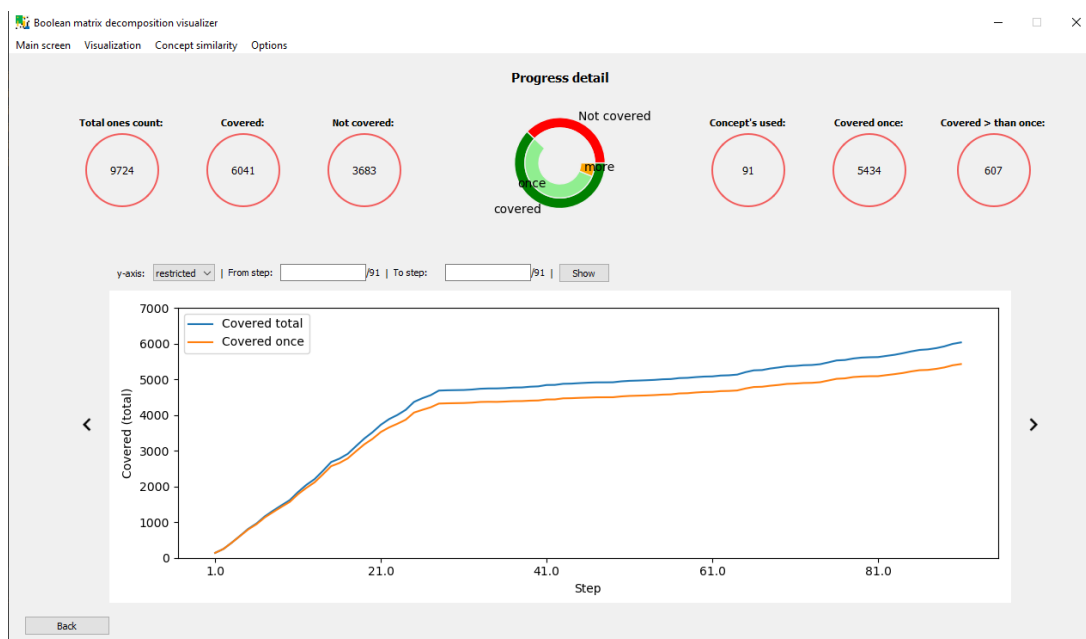 Boolean matrix decomposition visualizer
Main screen Visualization Concept similarity Options
Progress detail
Total ones count: Covered: Not covered: Concept's used: Covered once: Covered > than once:
9724 6041 3683 91 5434 607
Not covered
more
once
covered
y-axis: restricted | From step: /91 | To step: /91 | Show
Covered total
Covered once
7000
6000
5000
4000
3000
2000
1000
0
Covered (total)
1.0 21.0 41.0 61.0 81.0
Step
Back